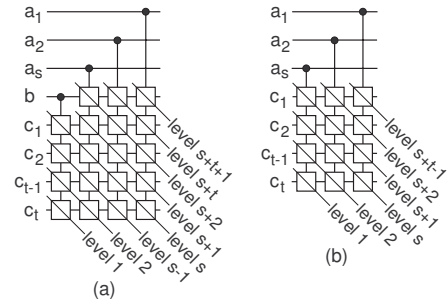 a₁
a₂
aₛ
b
c₁
c₂
cₜ₋₁
cₜ
level 1
level 2
level s-1
level s
level s+1
level s+2
level s+t
level s+t+1
(a)
a₁
a₂
aₛ
c₁
c₂
cₜ₋₁
cₜ
level 1
level 2
level s
level s+1
level s+2
level s+t-1
(b)